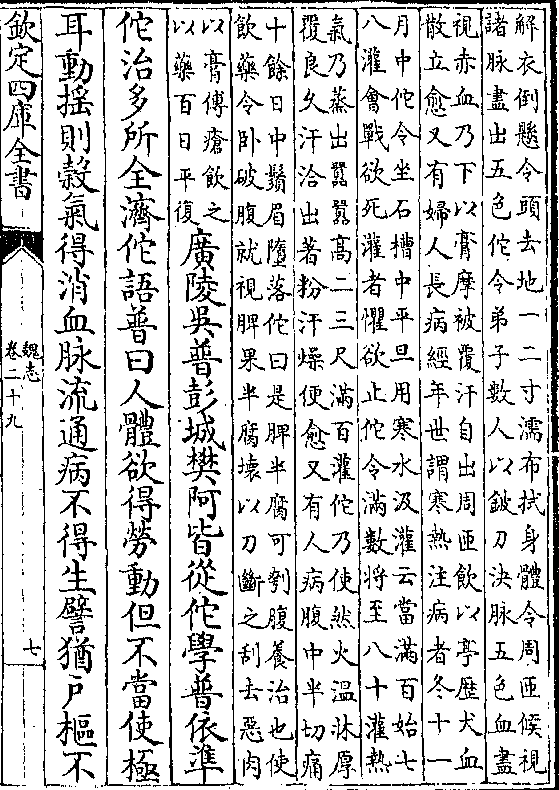 解衣倒懸令頭去地一二寸濡布拭身體令周匝候視
諸脉盡出五色佗令弟子數人以鈹刀決脉五色血盡
視赤血乃下以膏摩被覆汗自出周匝飲以亭歴犬血
散立愈又有婦人長病經年世謂寒熱注病者冬十一
月中佗令坐石槽中平旦用寒水汲灌云當滿百始七
八灌㑹戰欲死灌者懼欲止佗令滿數將至八十灌熱
氣乃蒸出嚻嚻髙二三尺滿百灌佗乃使然火温牀厚
覆良乆汗洽出著粉汗燥便愈又有人病腹中半切痛
十餘日中鬚眉墮落佗曰是脾半腐可刳腹養治也使
飲藥令卧破腹就視脾果半腐壞以刀斷之刮去惡肉
以膏傅瘡飲之
以藥百日平復
廣陵吳普彭城樊阿皆從佗學普依凖
佗治多所全濟佗語普曰人體欲得勞動但不當使極
耳動摇則榖氣得消血脉流通病不得生譬猶户樞不
欽定四庫全書
魏志
卷二十九
七